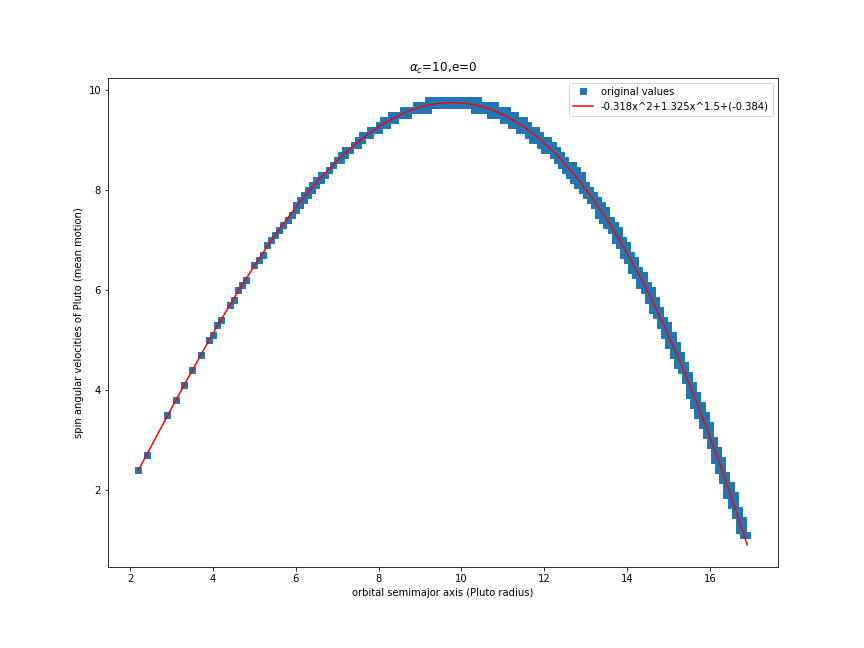 α_c=10,e=0
original values
-0.318x^2+1.325x^1.5+(-0.384)
spin angular velocities of Pluto (mean motion)
10
8
6
4
2
2 4 6 8 10 12 14 16
orbital semimajor axis (Pluto radius)